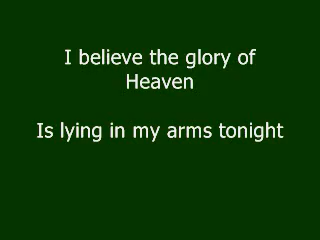 I believe the glory of
Heaven
Is lying in my arms tonight